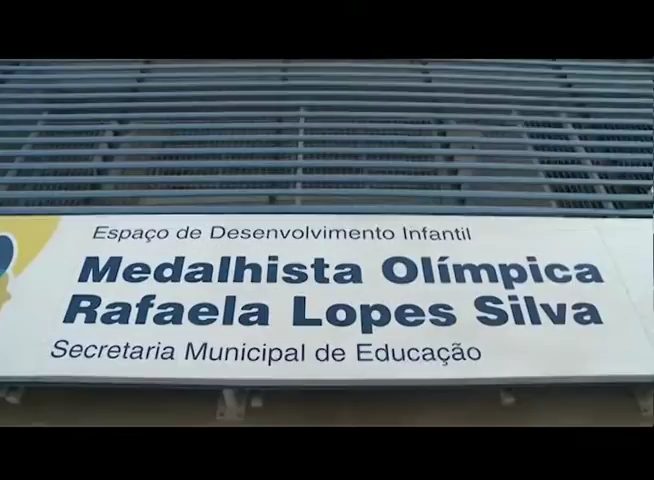 Espaço de Desenvolvimento Infantil
Medalhista Olímpica
Rafaela Lopes Silva
Secretaria Municipal de Educação